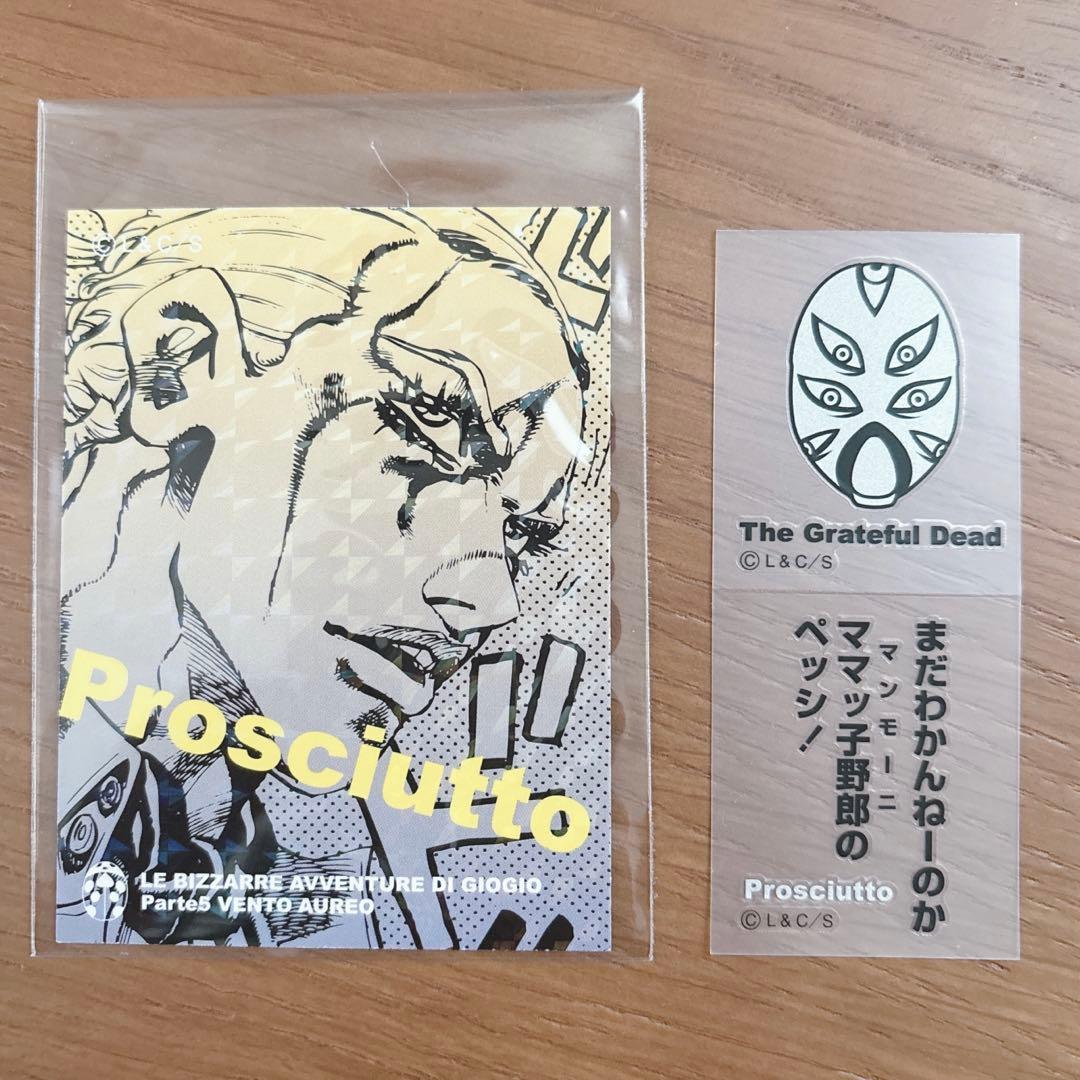 © L & C／S
Prosciutto
LE BIZZARRE AVVENTURE DI GIOGIO
Parte5 VENTO AUREO
The Grateful Dead
© L & C／S
まだわかんねーのか
マンモーニ
ママッ子野郎の
ペッシ！
Prosciutto
© L & C／S